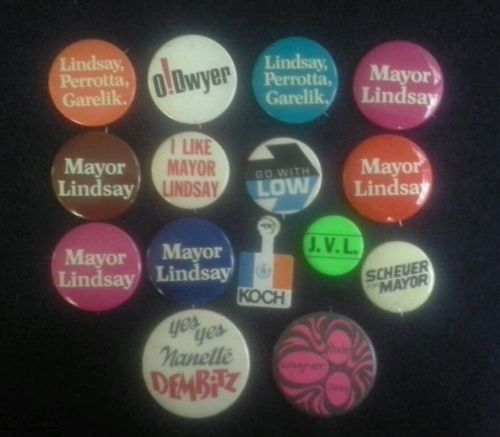 Lindsay,
Perrotta,
Garelik.
O!Dwyer
Lindsay,
Perrotta,
Garelik.
Mayor
Lindsay
Mayor
Lindsay
I LIKE
MAYOR
LINDSAY
GO WITH
LOW
Mayor
Lindsay
Mayor
Lindsay
Mayor
Lindsay
KOCH
J.V.L.
SCHEUER
FOR MAYOR
yes
yes
Nanette
DEMBITZ
wagner